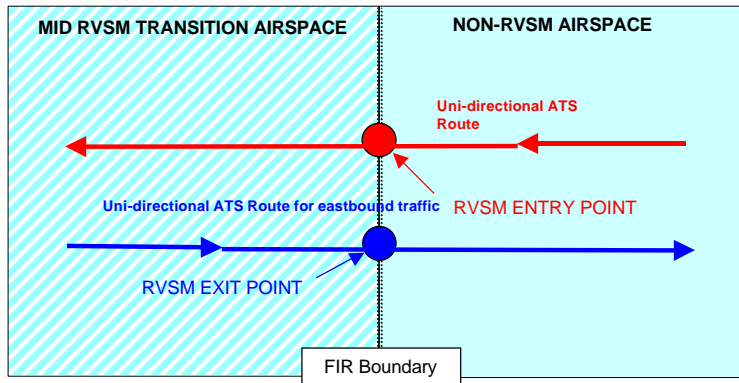 MID RVSM TRANSITION AIRSPACE
NON-RVSM AIRSPACE
Uni-directional ATS
Route
Uni-directional ATS Route for eastbound traffic
RVSM ENTRY POINT
RVSM EXIT POINT
FIR Boundary